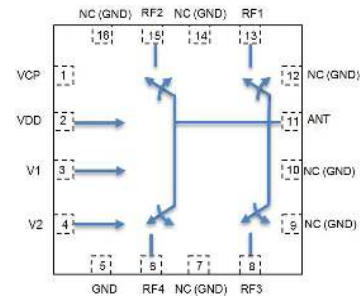 NC (GND) RF2 NC (GND) RF1
16 15 14 13
VCP 1 12 NC (GND)
VDD 2 11 ANT
V1 3 10 NC (GND)
V2 4 9 NC (GND)
5 6 7 8
GND RF4 NC (GND) RF3